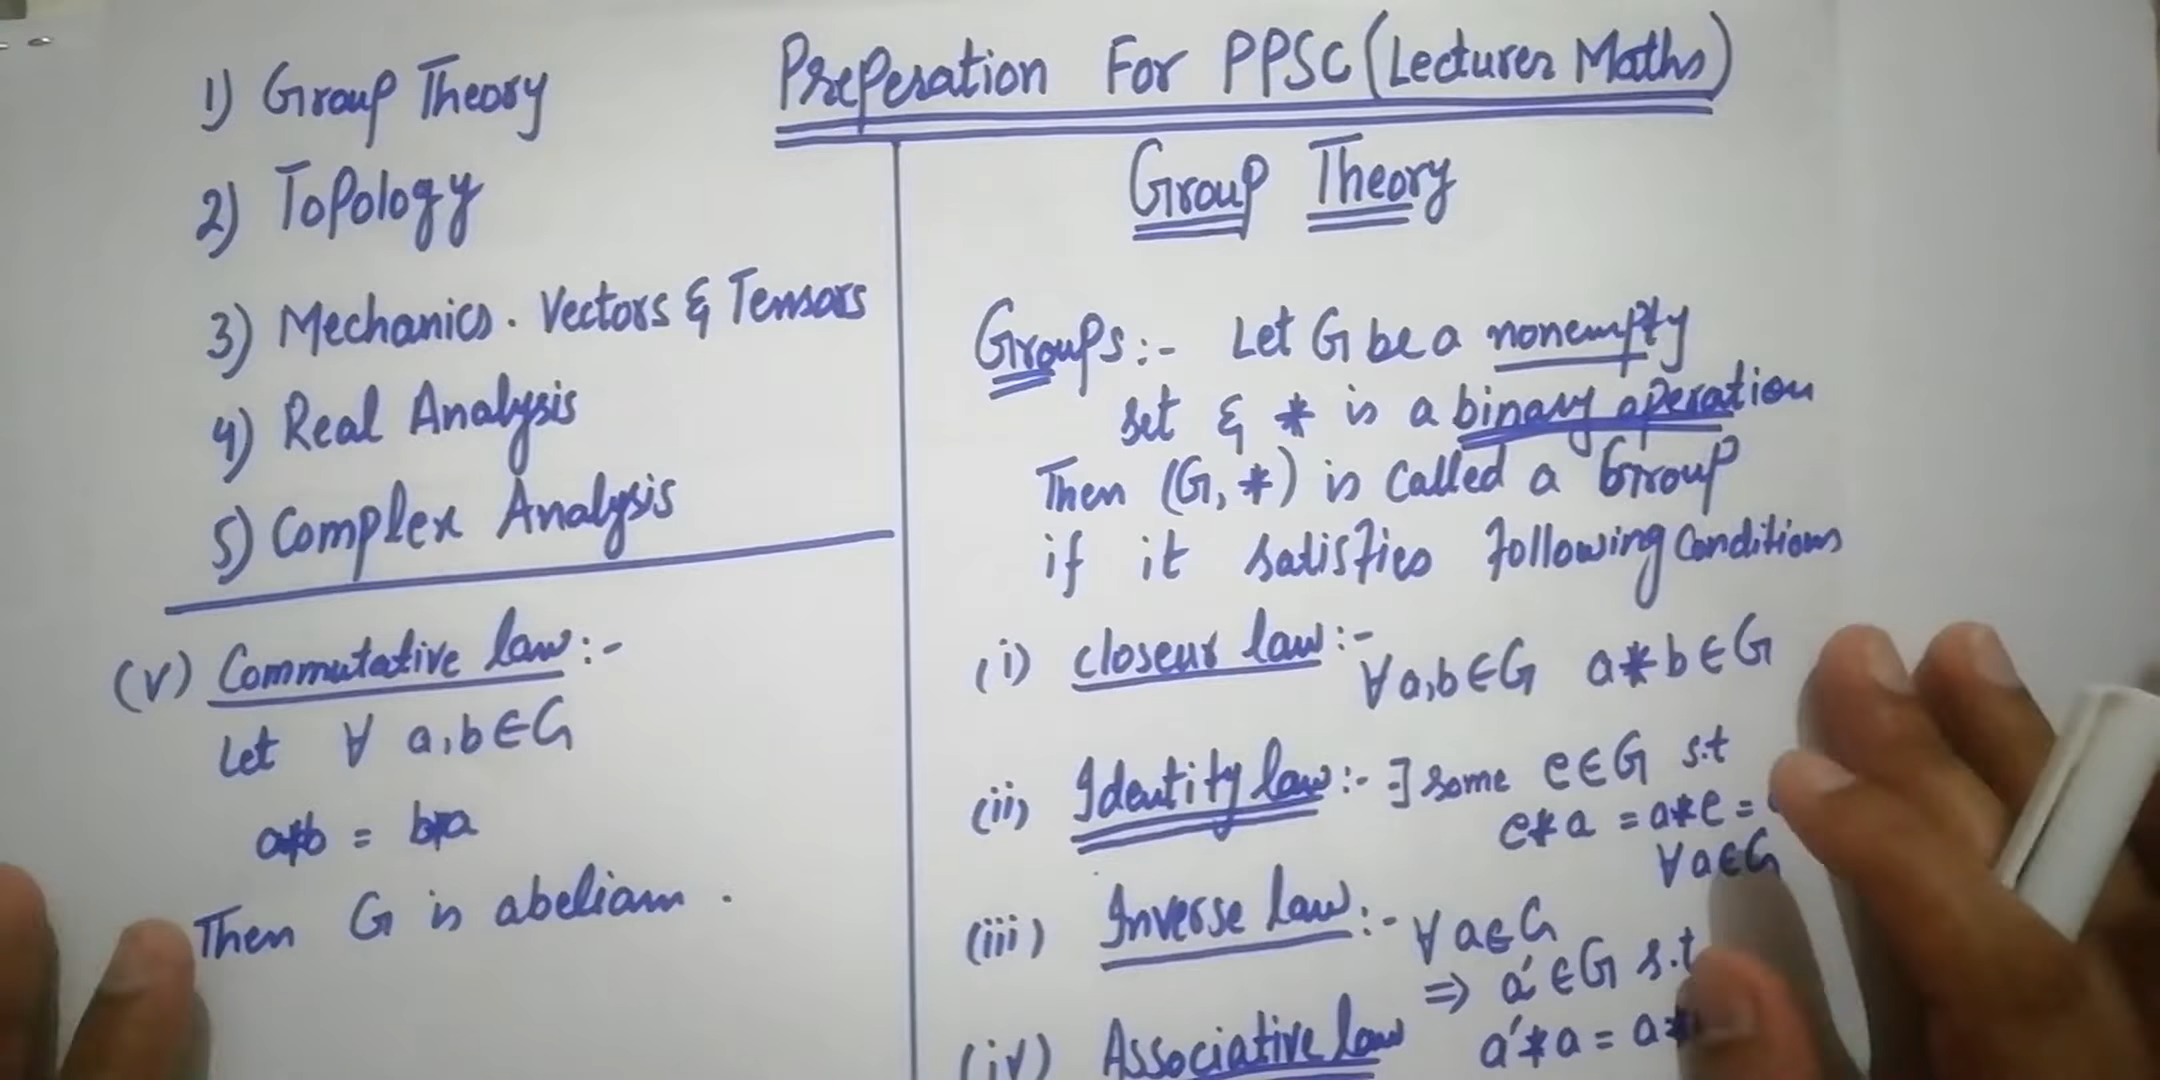 Preperation For PPSC (Lecturer Maths)
1) Group Theory
2) Topology
3) Mechanics. Vectors & Tensors
4) Real Analysis
5) Complex Analysis
(v) Commutative law:-
Let ∀ a,b∈G
a*b = b*a
Then G is abeliam.
Group Theory
Groups:- Let G be a nonempty
set & * is a binary operation
Then (G,*) is called a Group
if it satisfies following conditions
(i) closeur law:- ∀ a,b∈G a*b∈G
(ii) Identity law:- ∃ some e∈G s.t
e*a = a*e =
∀a∈G
(iii) Inverse law:- ∀ a∈G
⇒ a'∈G s.t
(iv) Associative law
a'*a = a*